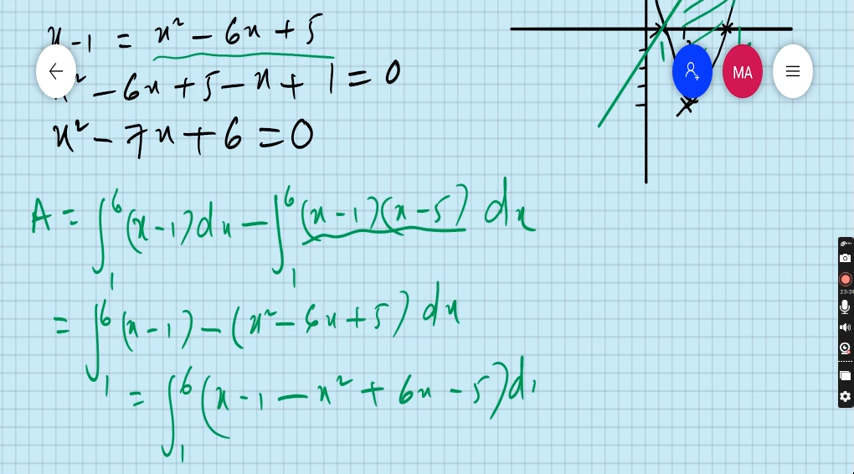 x-1 = x² - 6x + 5
x² - 6x + 5 - x + 1 = 0
x² - 7x + 6 = 0
A = ∫₁⁶ (x-1) dx - ∫₁⁶ (x-1)(x-5) dx
= ∫₁⁶ (x-1) - (x² - 6x + 5) dx
= ∫₁⁶ (x - 1 - x² + 6x - 5) d
MA